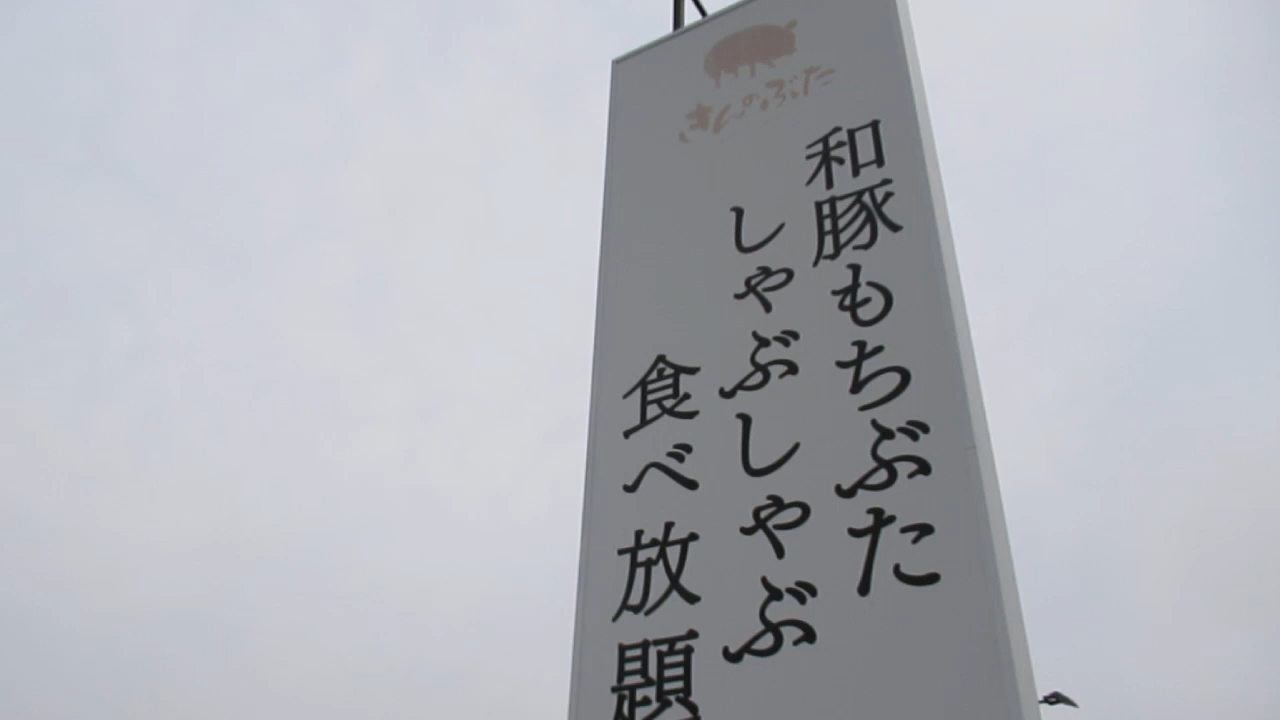 きんのぶた
和豚もちぶた
しゃぶしゃぶ
食べ放題